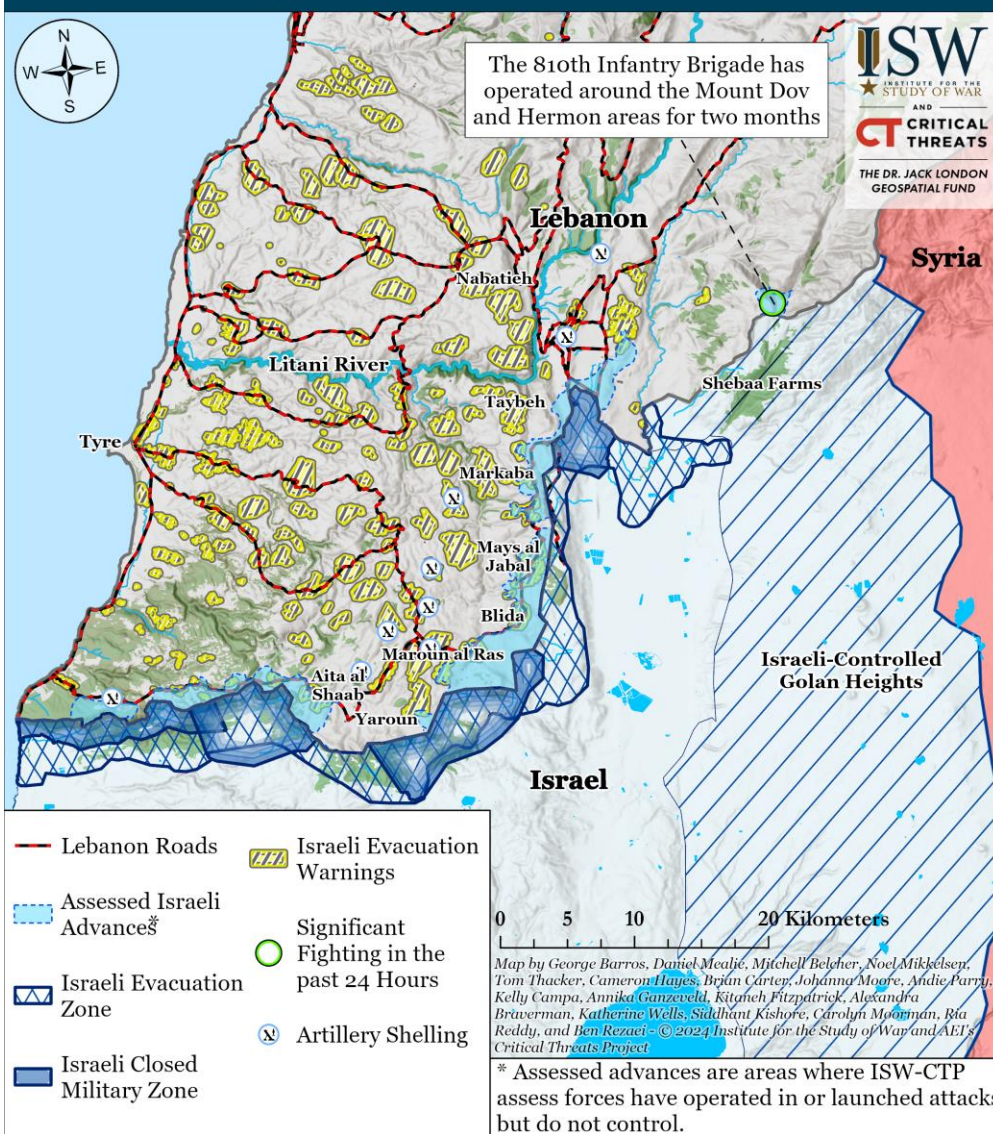 N
W E
S
The 810th Infantry Brigade has
operated around the Mount Dov
and Hermon areas for two months
ISW
INSTITUTE FOR THE
STUDY OF WAR
AND
CT CRITICAL
THREATS
THE DR. JACK LONDON
GEOSPATIAL FUND
Lebanon
Syria
Nabatieh
Litani River
Shebaa Farms
Taybeh
Tyre
Markaba
Mays al
Jabal
Blida
Maroun al Ras
Aita al
Shaab
Yaroun
Israeli-Controlled
Golan Heights
Israel
Lebanon Roads
Assessed Israeli
Advances*
Israeli Evacuation
Zone
Israeli Closed
Military Zone
Israeli Evacuation
Warnings
Significant
Fighting in the
past 24 Hours
Artillery Shelling
0 5 10 20 Kilometers
Map by George Barros, Daniel Mealie, Mitchell Belcher, Noel Mikkelsen,
Tom Thacker, Cameron Hayes, Brian Carter, Johanna Moore, Andie Parry,
Kelly Campa, Annika Ganzeveld, Kitaneh Fitzpatrick, Alexandra
Braverman, Katherine Wells, Siddhant Kishore, Carolyn Moorman, Ria
Reddy, and Ben Rezaei - © 2024 Institute for the Study of War and AEI's
Critical Threats Project
* Assessed advances are areas where ISW-CTP
assess forces have operated in or launched attacks
but do not control.